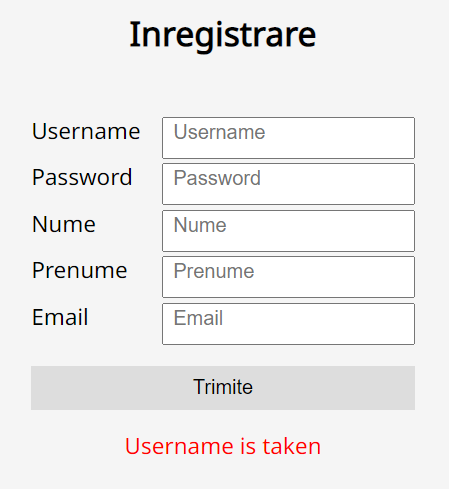 Inregistrare
Username Username
Password Password
Nume Nume
Prenume Prenume
Email Email
Trimite
Username is taken